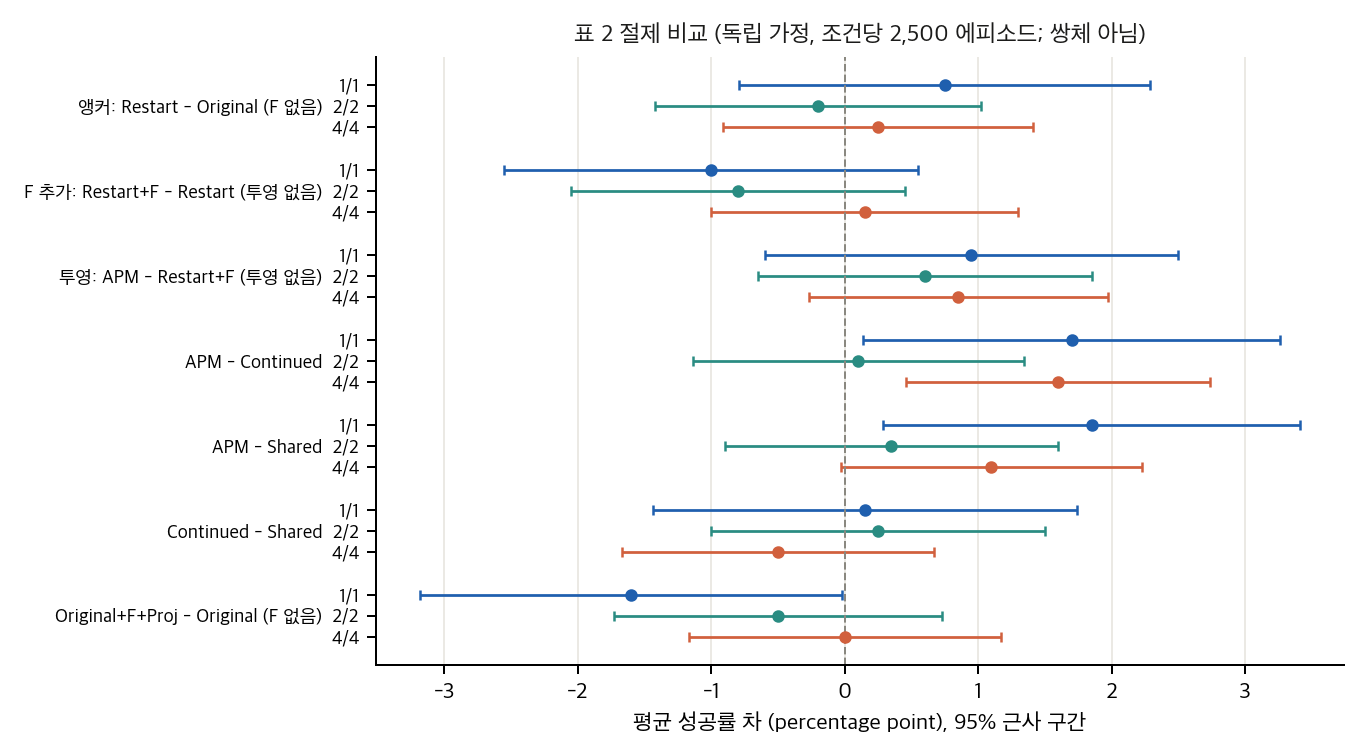 표 2 절제 비교 (독립 가정, 조건당 2,500 에피소드; 쌍체 아님)
1/1
앵커: Restart – Original (F 없음) 2/2
4/4
1/1
F 추가: Restart+F – Restart (투영 없음) 2/2
4/4
1/1
투영: APM – Restart+F (투영 없음) 2/2
4/4
1/1
APM – Continued 2/2
4/4
1/1
APM – Shared 2/2
4/4
1/1
Continued – Shared 2/2
4/4
1/1
Original+F+Proj – Original (F 없음) 2/2
4/4
-3 -2 -1 0 1 2 3
평균 성공률 차 (percentage point), 95% 근사 구간